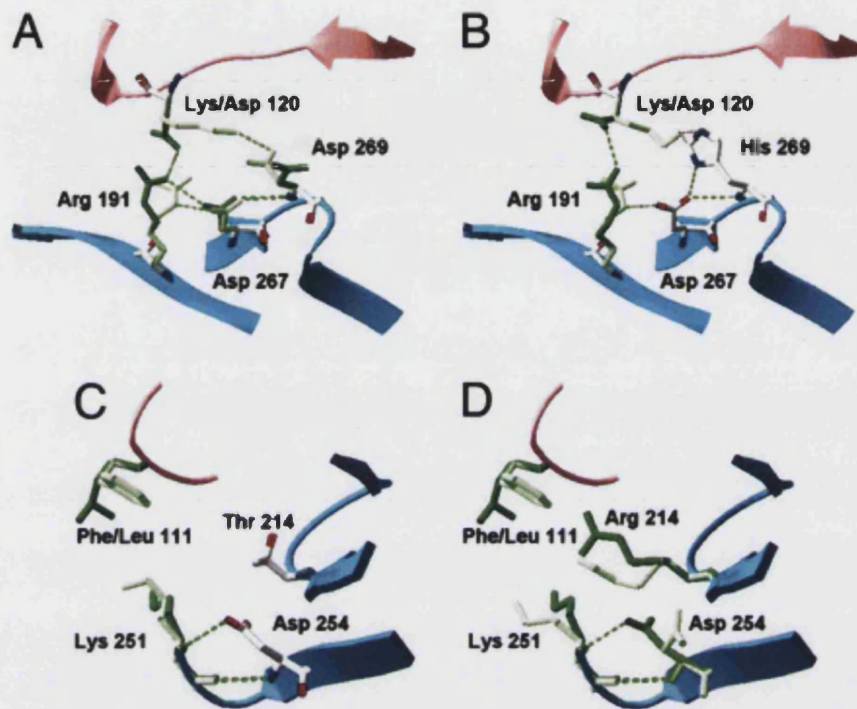 A
B
Lys/Asp 120
Lys/Asp 120
Asp 269
His 269
Arg 191
Arg 191
Asp 267
Asp 267
C
D
Thr 214
Arg 214
Phe/Leu 111
Phe/Leu 111
Lys 251
Asp 254
Lys 251
Asp 254